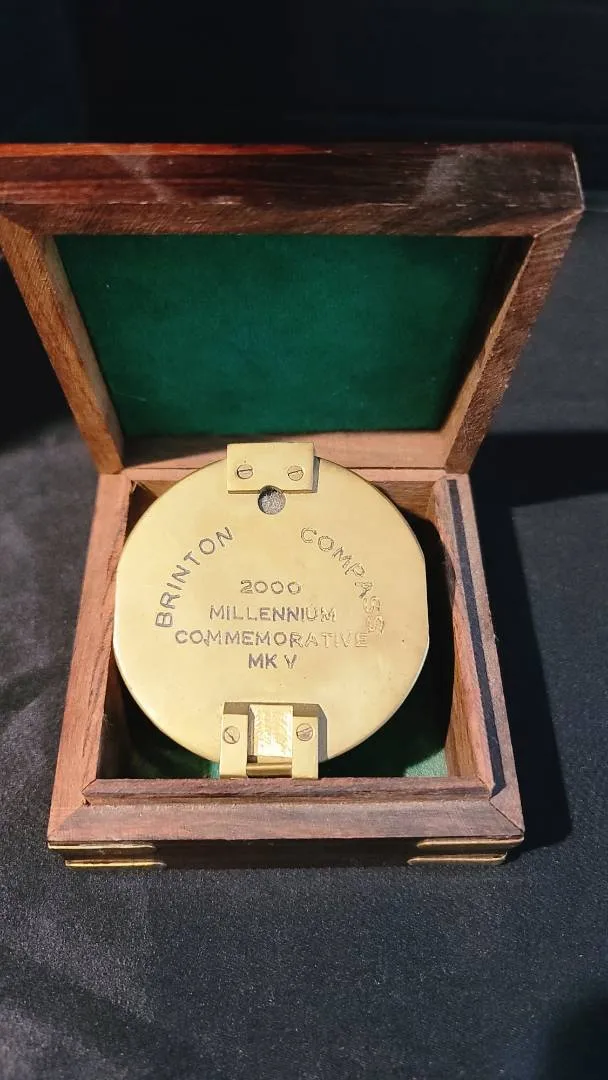 BRINTON COMPASS
2000
MILLENNIUM
COMMEMORATIVE
MK Y